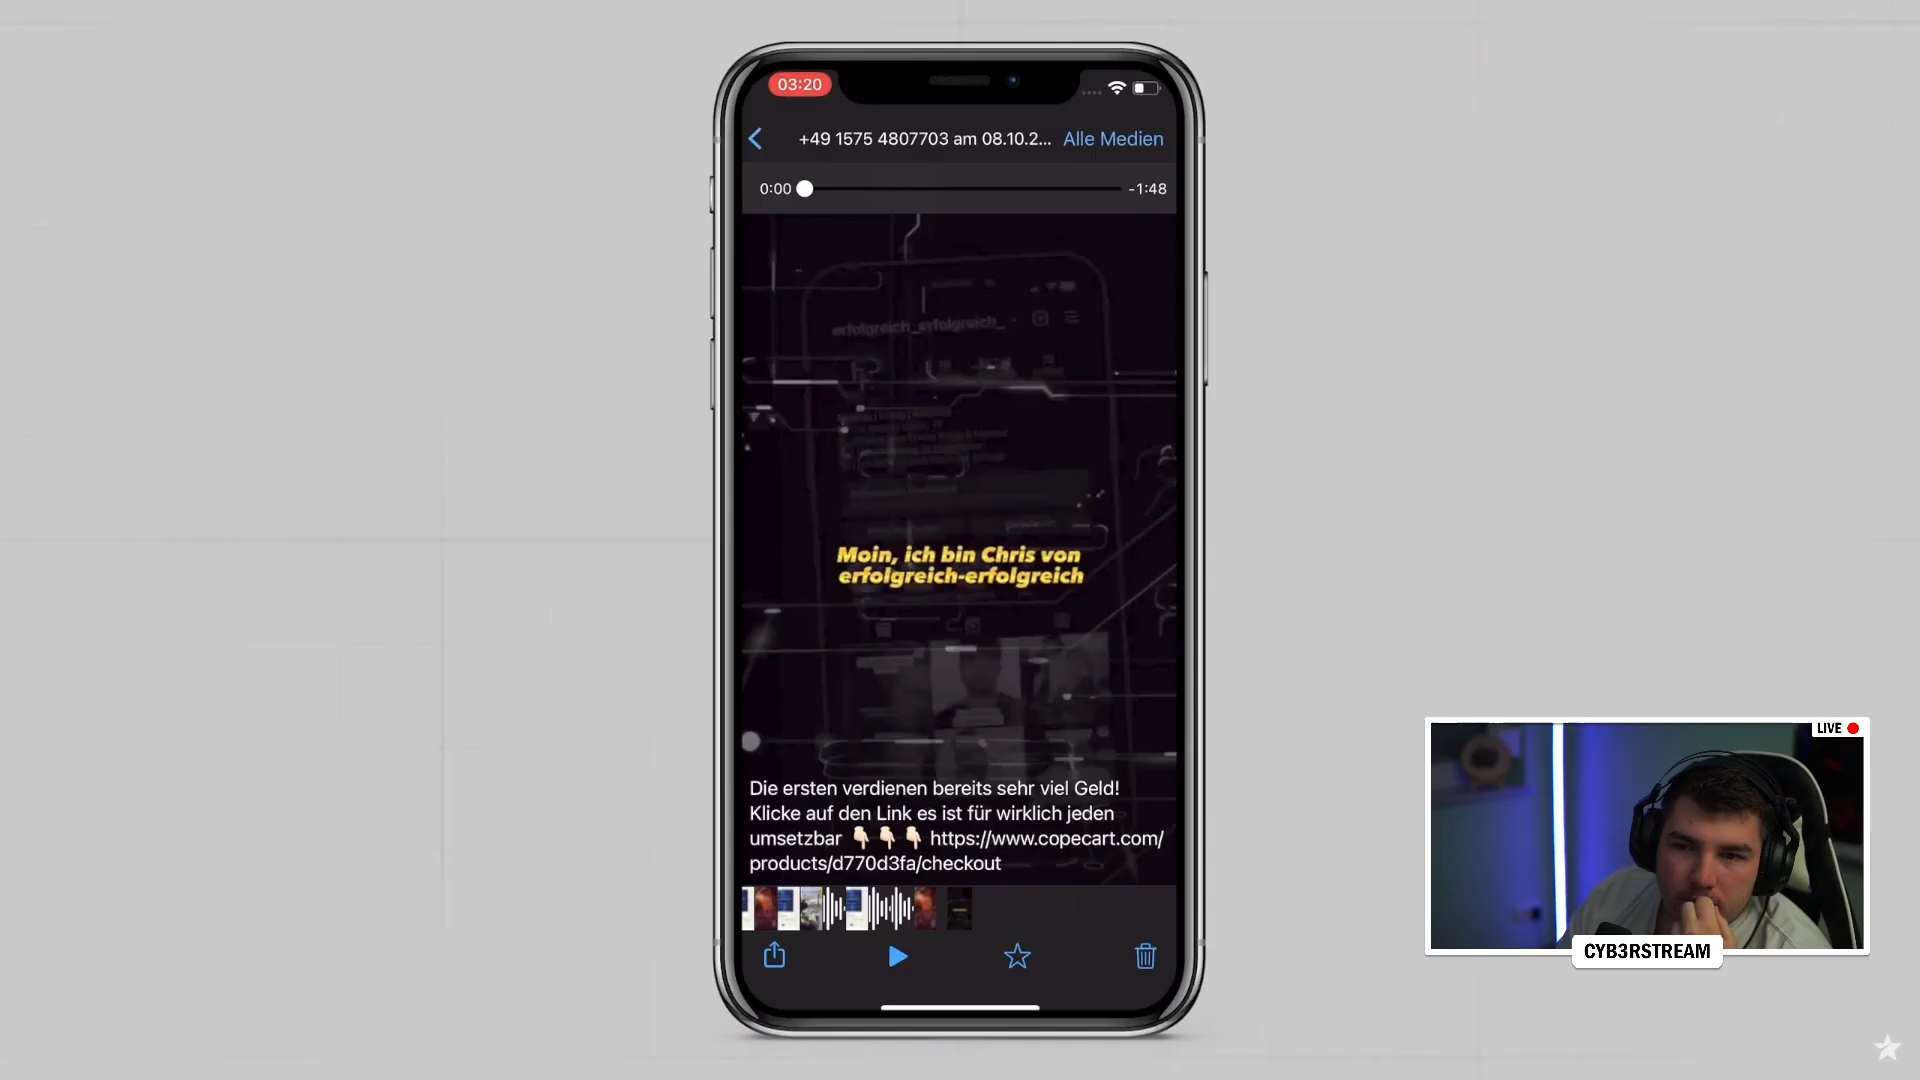 03:20
+49 1575 4807703 am 08.10.2... Alle Medien
0:00 -1:48
erfolgreich_erfolgreich_
Moin, ich bin Chris von
erfolgreich-erfolgreich
Die ersten verdienen bereits sehr viel Geld!
Klicke auf den Link es ist für wirklich jeden
umsetzbar 👇🏻👇🏻👇🏻 https://www.copecart.com/
products/d770d3fa/checkout
LIVE
CYB3RSTREAM